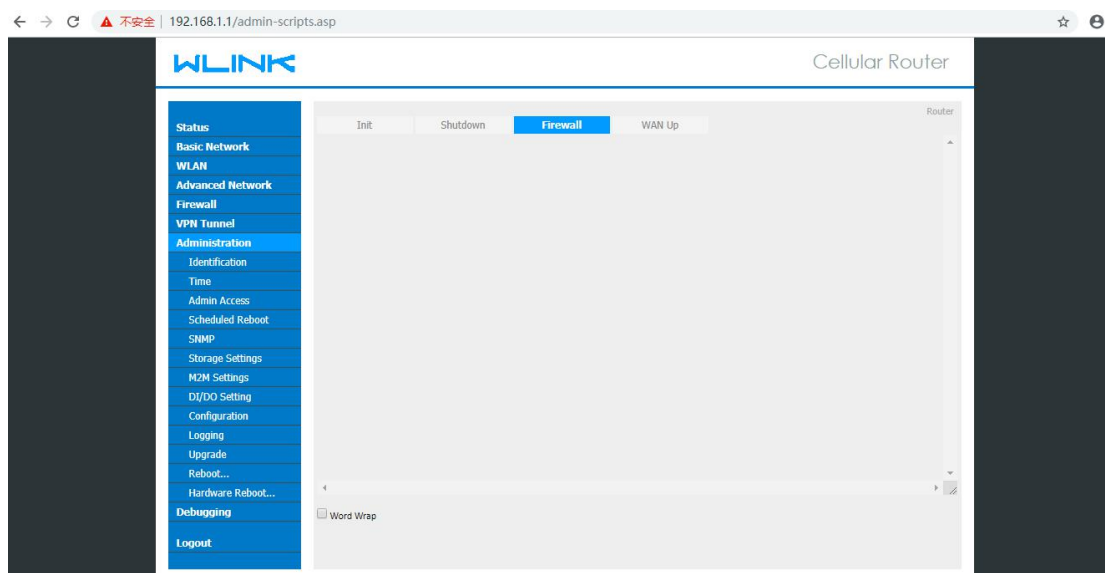 不安全 | 192.168.1.1/admin-scripts.asp
WLINK
Cellular Router
Router
Status
Basic Network
WLAN
Advanced Network
Firewall
VPN Tunnel
Administration
Identification
Time
Admin Access
Scheduled Reboot
SNMP
Storage Settings
M2M Settings
DI/DO Setting
Configuration
Logging
Upgrade
Reboot...
Hardware Reboot...
Debugging
Logout
Init Shutdown Firewall WAN Up
Word Wrap